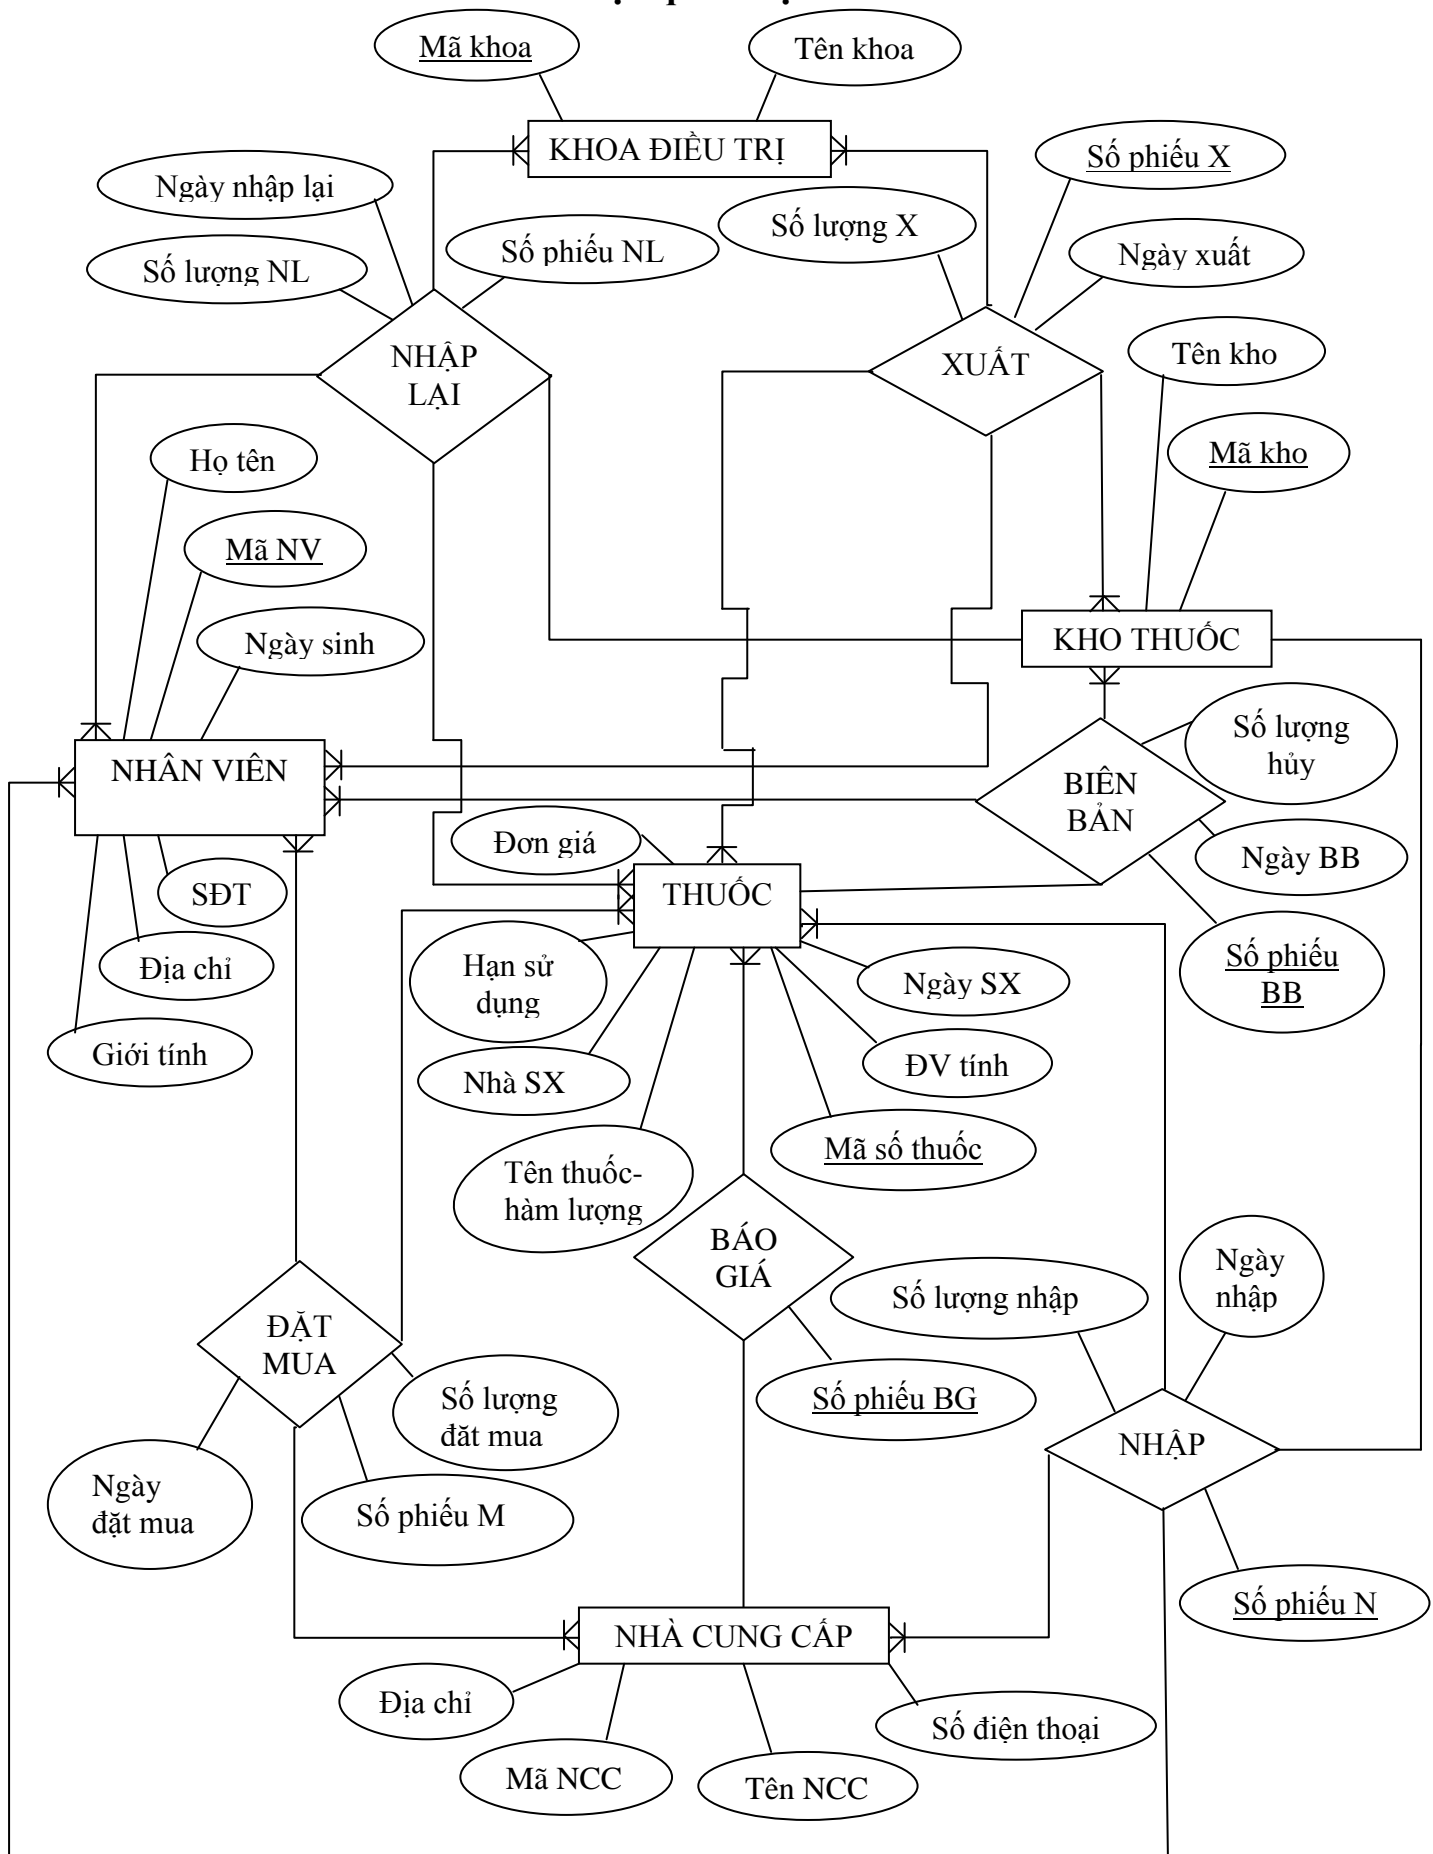 Mã khoa
Tên khoa
KHOA ĐIỀU TRỊ
Số phiếu X
Ngày nhập lại
Số lượng X
Số phiếu NL
Số lượng NL
Ngày xuất
NHẬP
LẠI
XUẤT
Tên kho
Họ tên
Mã kho
Mã NV
Ngày sinh
KHO THUỐC
NHÂN VIÊN
Số lượng
hủy
BIÊN
BẢN
Đơn giá
Ngày BB
SĐT
THUỐC
Địa chỉ
Hạn sử
dụng
Ngày SX
Số phiếu
BB
Giới tính
Nhà SX
ĐV tính
Tên thuốc-
hàm lượng
Mã số thuốc
BÁO
GIÁ
Số lượng nhập
Ngày
nhập
ĐẶT
MUA
Số lượng
đăt mua
Số phiếu BG
NHẬP
Ngày
đặt mua
Số phiếu M
Số phiếu N
NHÀ CUNG CẤP
Địa chỉ
Số điện thoại
Mã NCC
Tên NCC